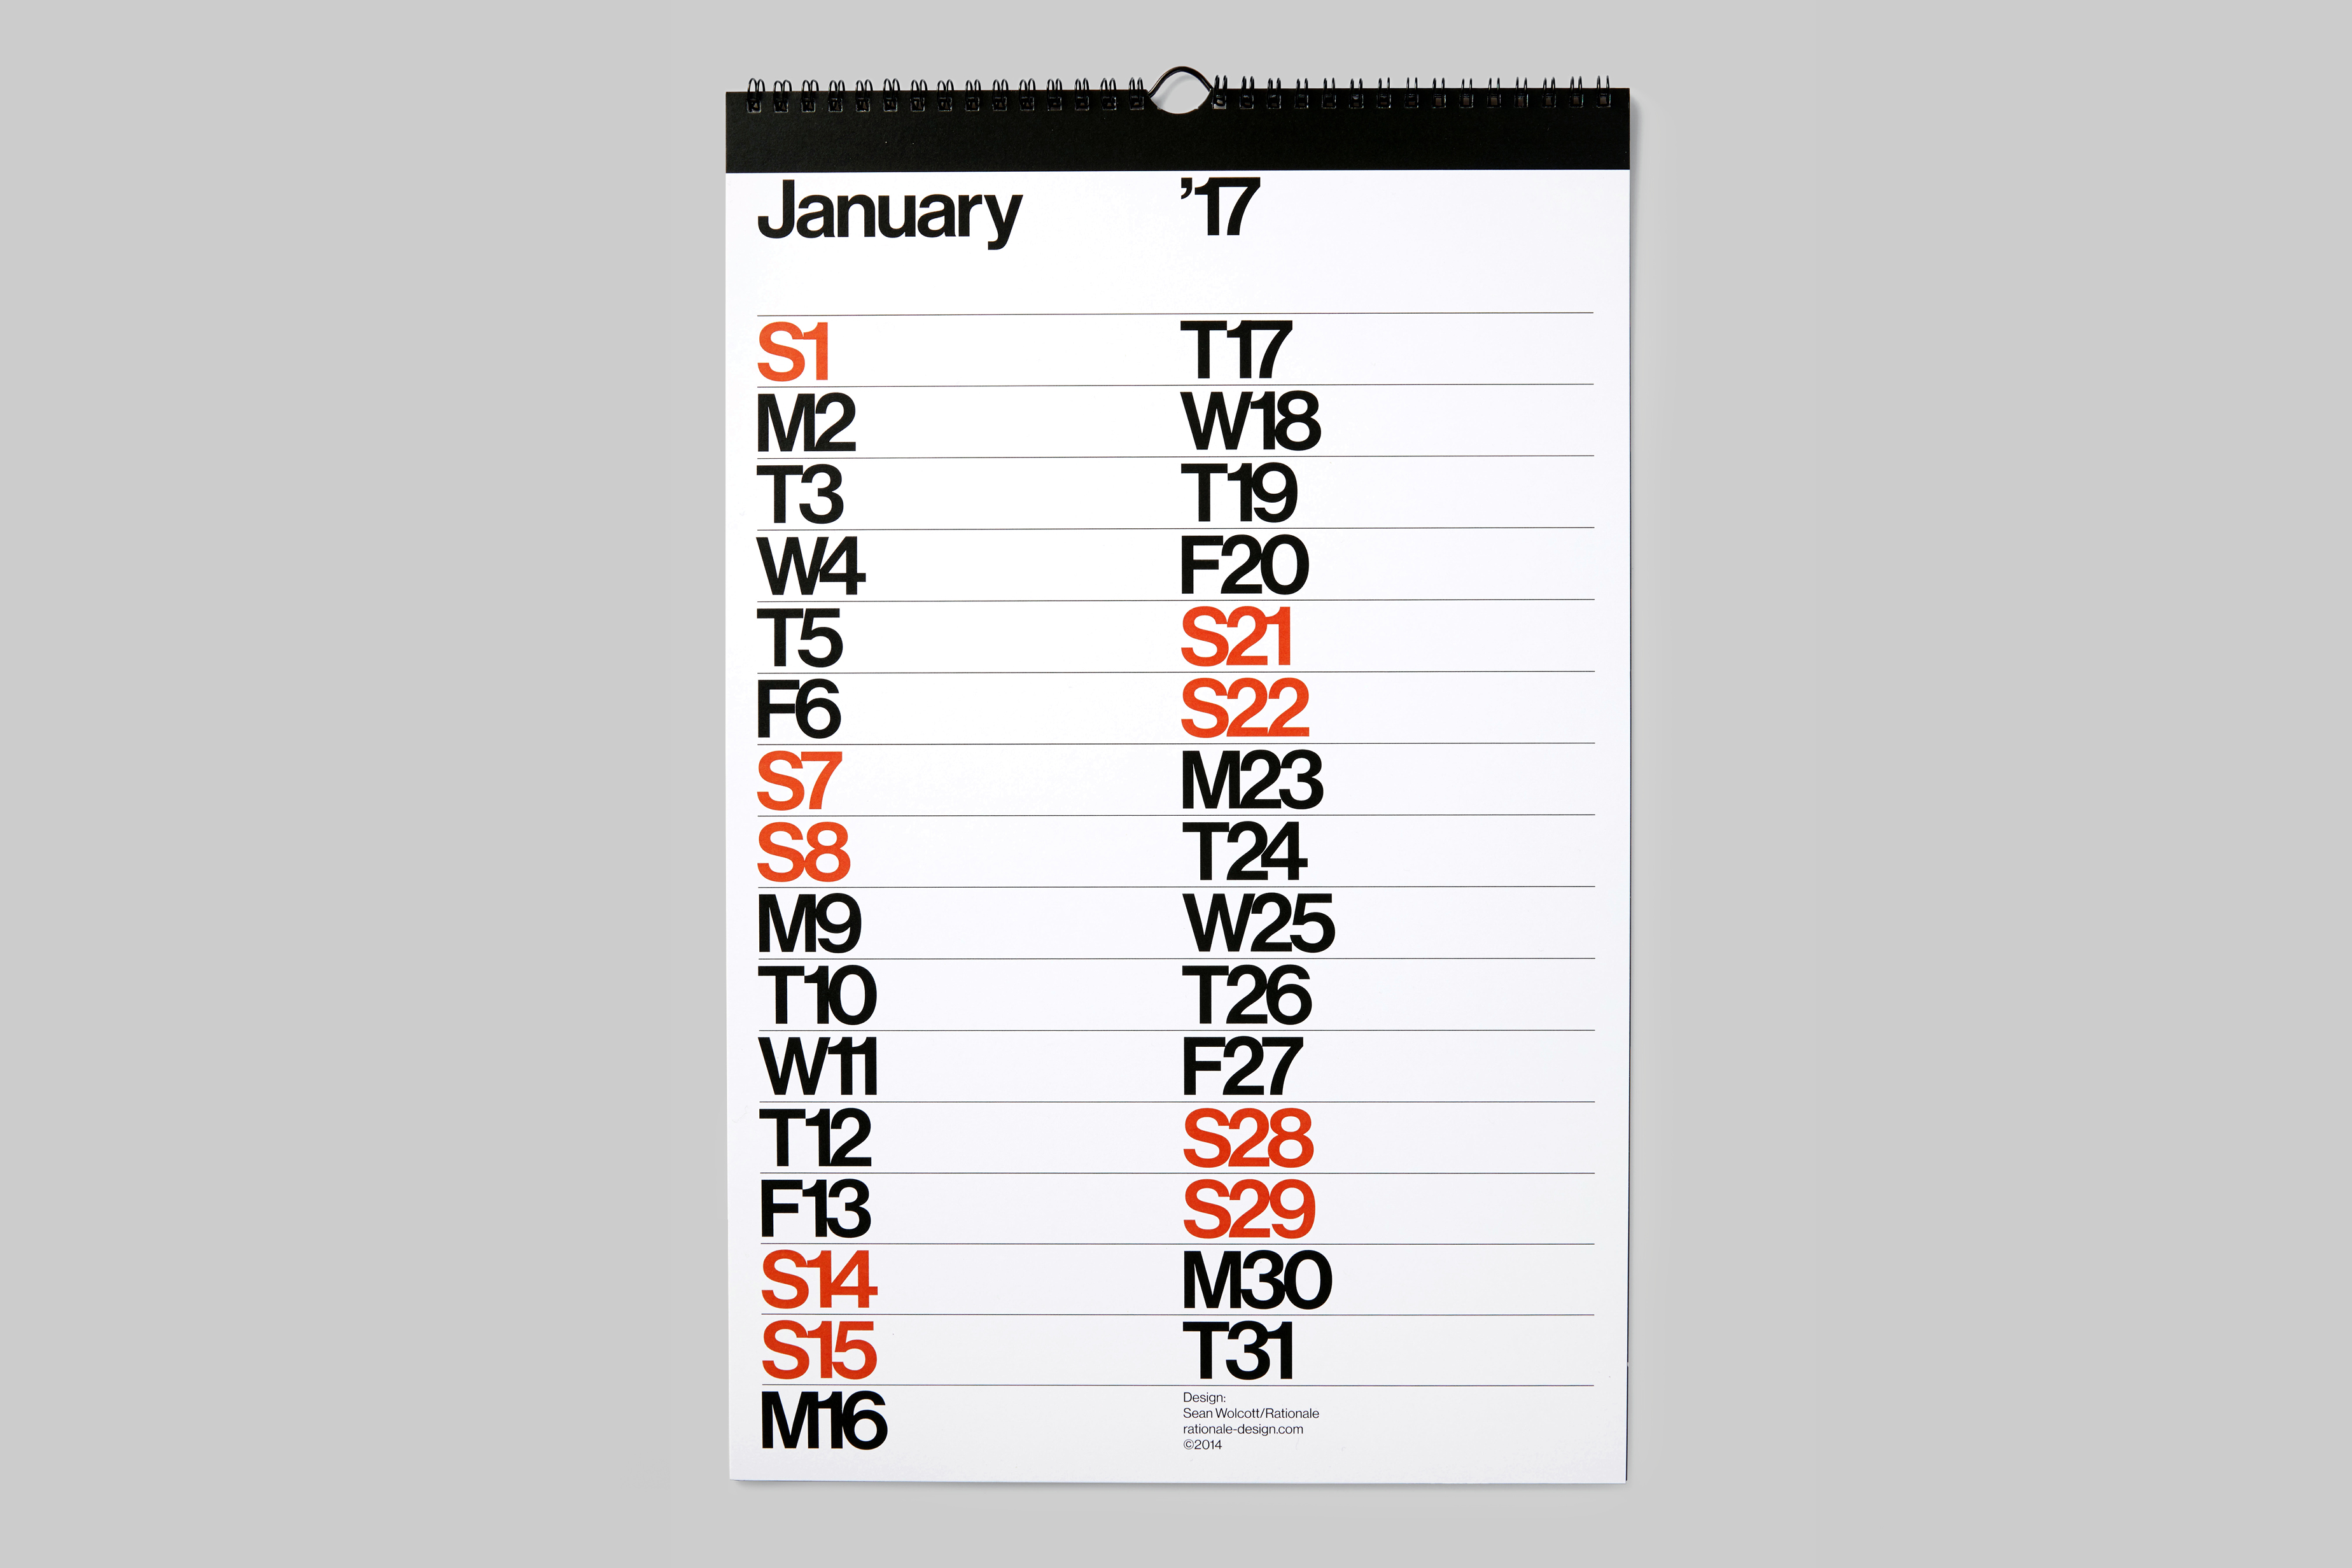 January ’17
S1
M2
T3
W4
T5
F6
S7
S8
M9
T10
W11
T12
F13
S14
S15
M16
T17
W18
T19
F20
S21
S22
M23
T24
W25
T26
F27
S28
S29
M30
T31
Design:
Sean Wolcott/Rationale
rationale-design.com
©2014